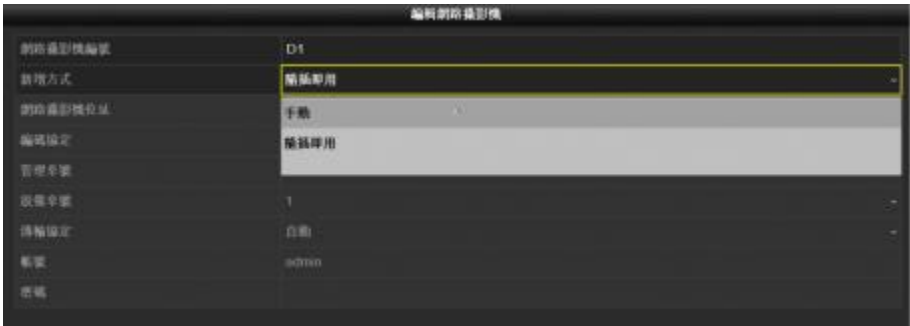 編輯網路攝影機
網路攝影機編號 D1
新增方式 隨插即用
網路攝影機位址 手動
編碼協定 隨插即用
管理埠號
設備埠號 1
傳輸協定 自動
帳號 admin
密碼